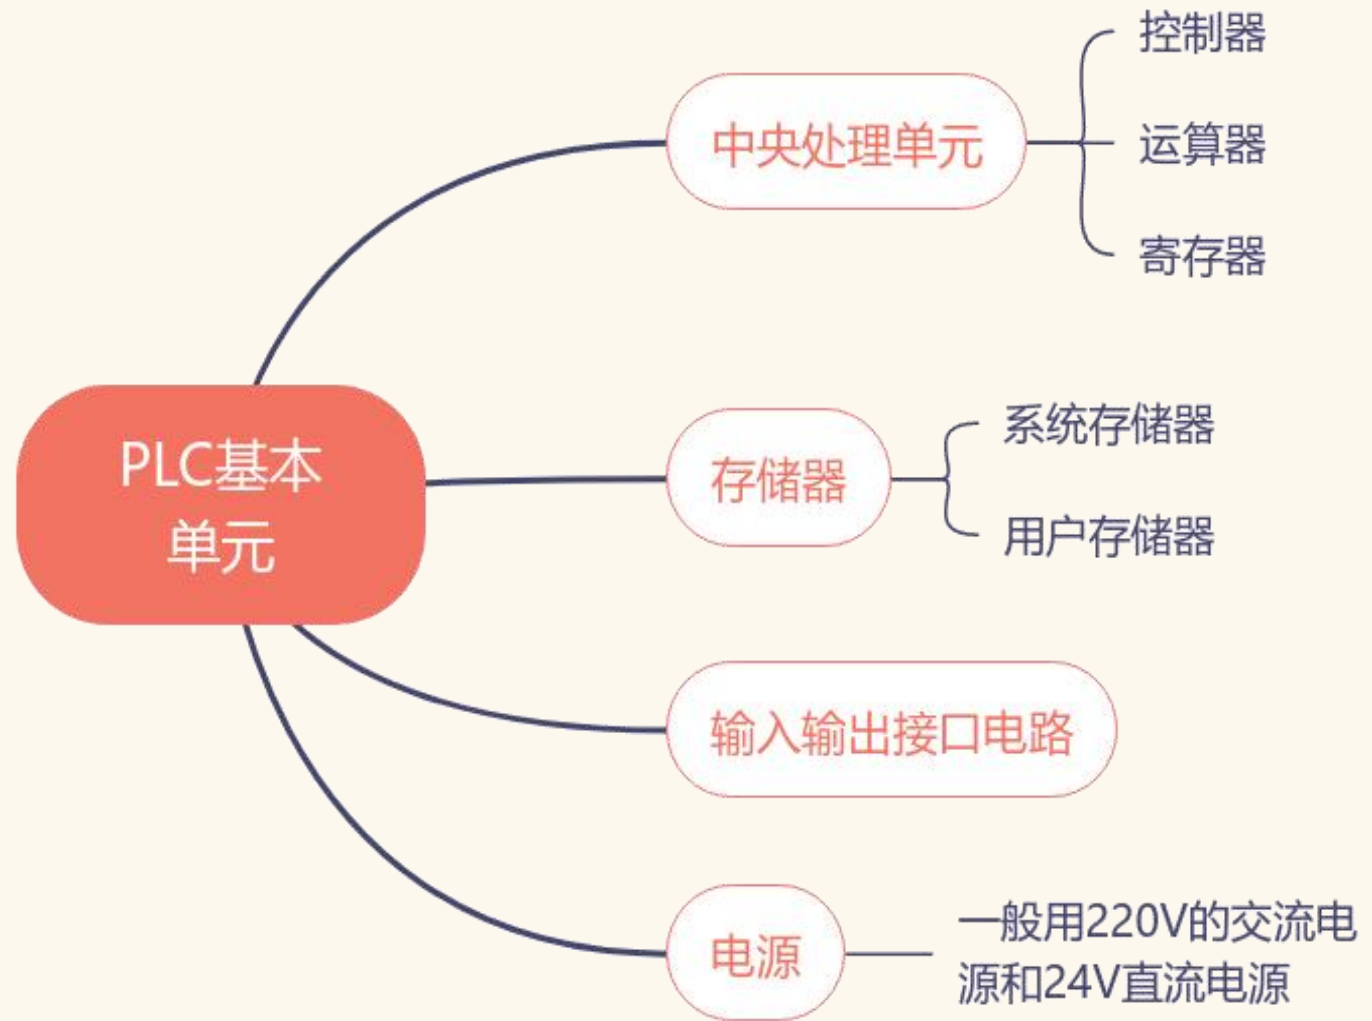 PLC基本
单元
中央处理单元
控制器
运算器
寄存器
存储器
系统存储器
用户存储器
输入输出接口电路
电源
一般用220V的交流电
源和24V直流电源